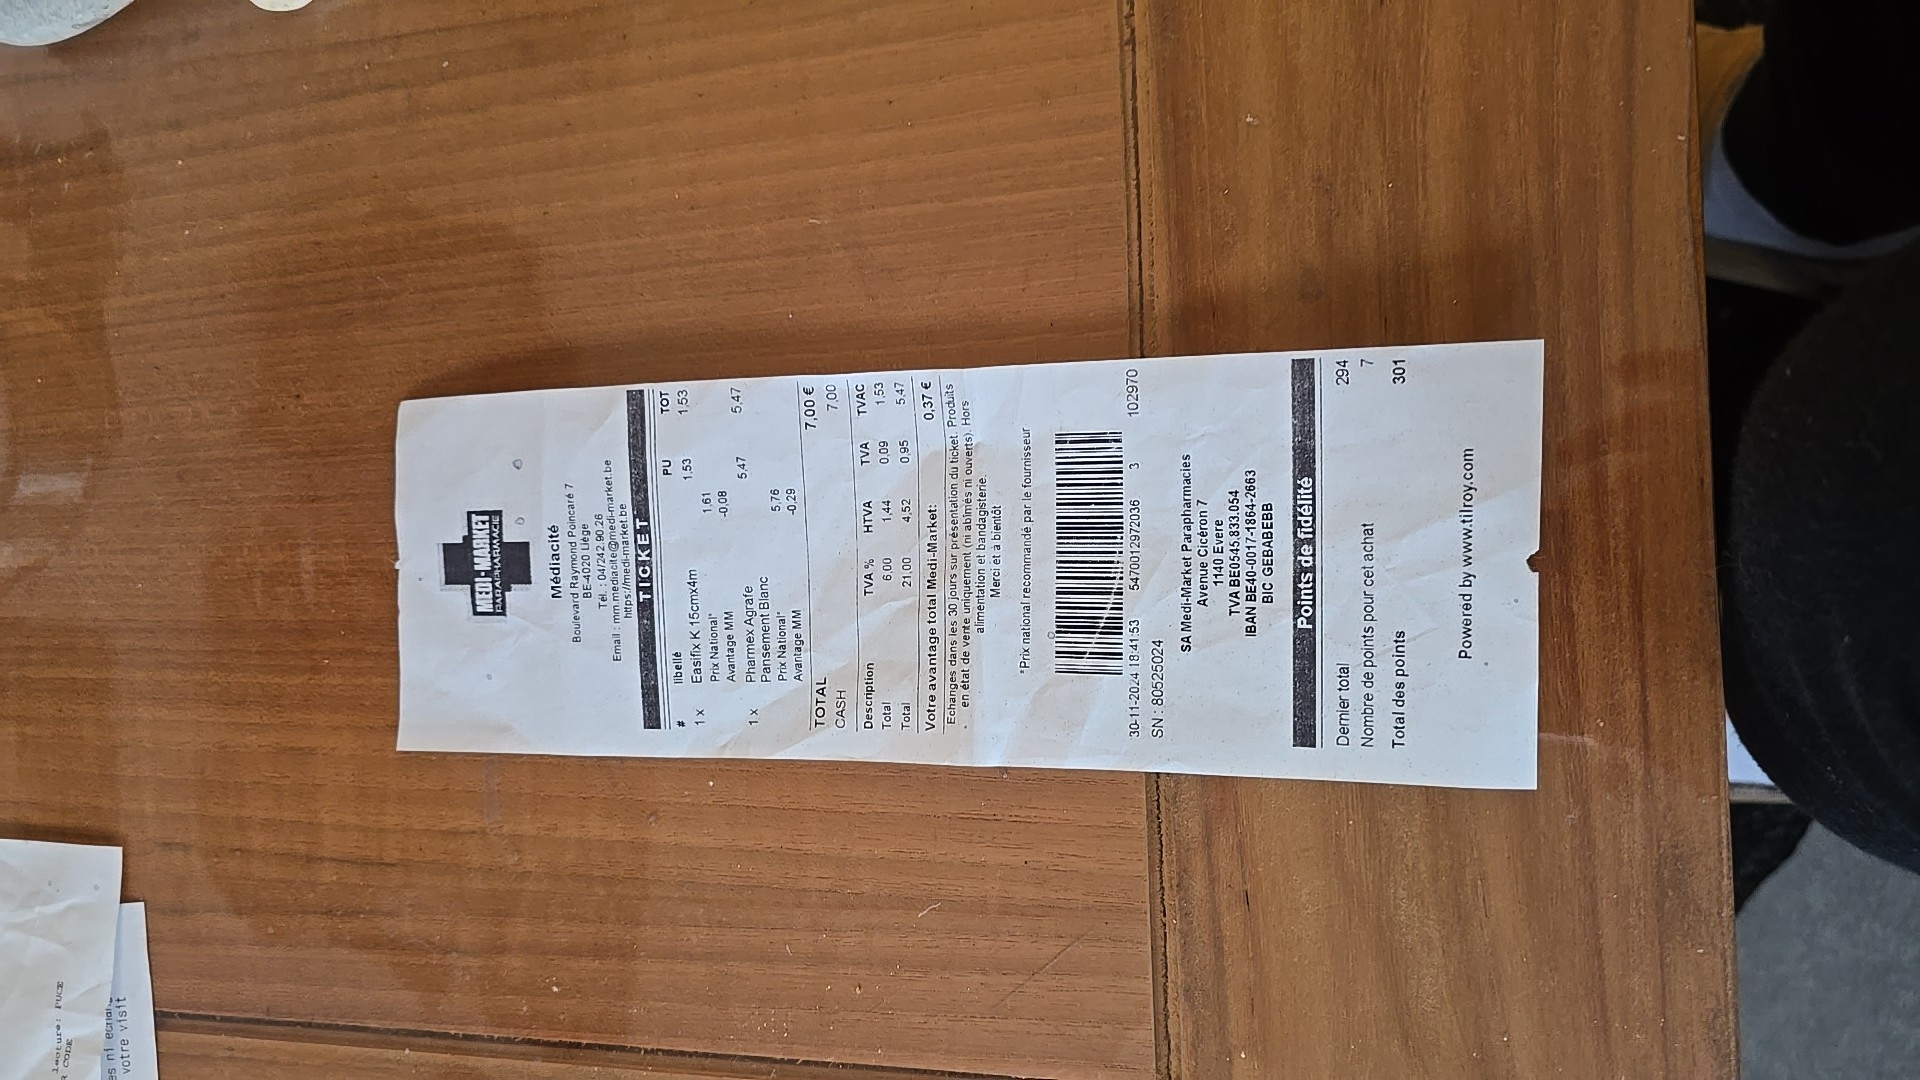 MEDI-MARKET
PARAPHARMACIE
Médiacité
Boulevard Raymond Poincaré 7
BE-4020 Liège
Tél. : 04/242.90.26
Email : mm.mediacite@medi-market.be
https://medi-market.be
TICKET
# libellé PU TOT
1 x Easifix K 15cmx4m 1,53 1,53
Prix National* 1,61
Avantage MM -0,08
1 x Pharmex Agrafe 5,47 5,47
Pansement Blanc
Prix National* 5,76
Avantage MM -0,29
TOTAL 7,00 €
CASH 7,00
Description TVA % HTVA TVA TVAC
Total 6,00 1,44 0,09 1,53
Total 21,00 4,52 0,95 5,47
Votre avantage total Medi-Market: 0,37 €
Echanges dans les 30 jours sur présentation du ticket. Produits
en état de vente uniquement (ni abîmés ni ouverts). Hors
alimentation et bandagisterie.
Merci et à bientôt
*Prix national recommandé par le fournisseur
30-11-2024 18:41:53 5470012972036 3 102970
SN : 80525024
SA Medi-Market Parapharmacies
Avenue Cicéron 7
1140 Evere
TVA BE0545.833.054
IBAN BE40-0017-1864-2663
BIC GEBABEBB
Points de fidélité
Dernier total 294
Nombre de points pour cet achat 7
Total des points 301
Powered by www.tilroy.com
lecture: PUCE
CODE
ni
votre visit